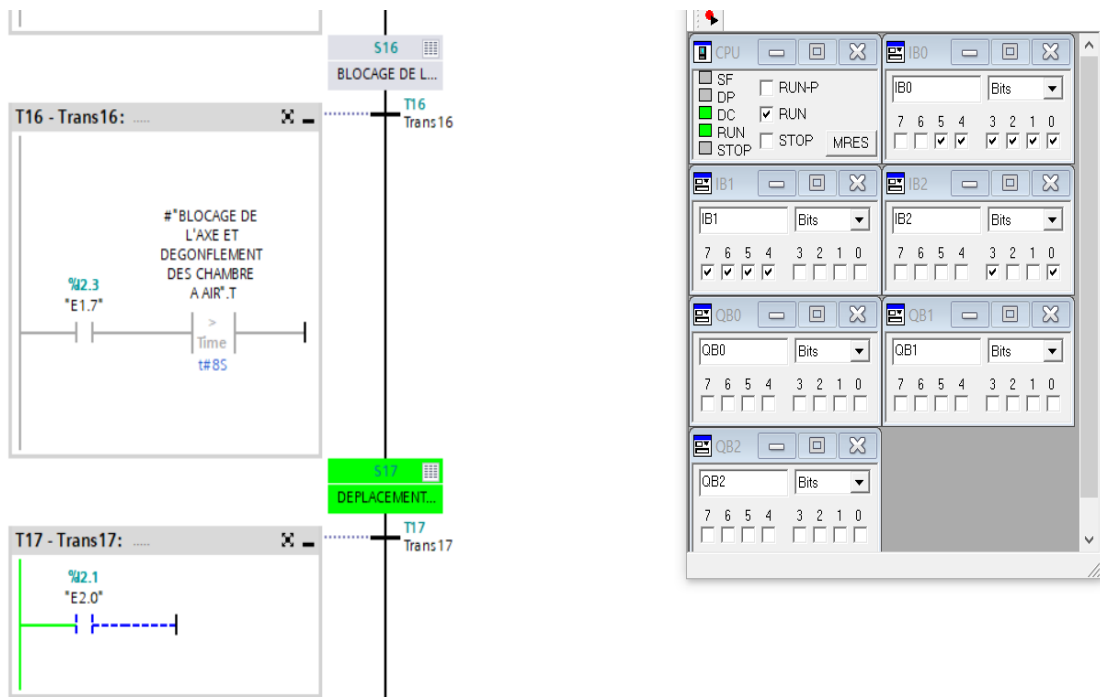 S16
BLOCAGE DE L...
T16 - Trans16: .....
T16
Trans16
#"BLOCAGE DE
L'AXE ET
DEGONFLEMENT
DES CHAMBRE
A AIR".T
%I2.3
"E1.7"
>
Time
t#8S
S17
DEPLACEMENT...
T17 - Trans17: .....
T17
Trans17
%I2.1
"E2.0"
CPU
SF
DP
DC
RUN
STOP
RUN-P
RUN
STOP
MRES
IB0
IB0 Bits
7 6 5 4 3 2 1 0
IB1
IB1 Bits
7 6 5 4 3 2 1 0
IB2
IB2 Bits
7 6 5 4 3 2 1 0
QB0
QB0 Bits
7 6 5 4 3 2 1 0
QB1
QB1 Bits
7 6 5 4 3 2 1 0
QB2
QB2 Bits
7 6 5 4 3 2 1 0